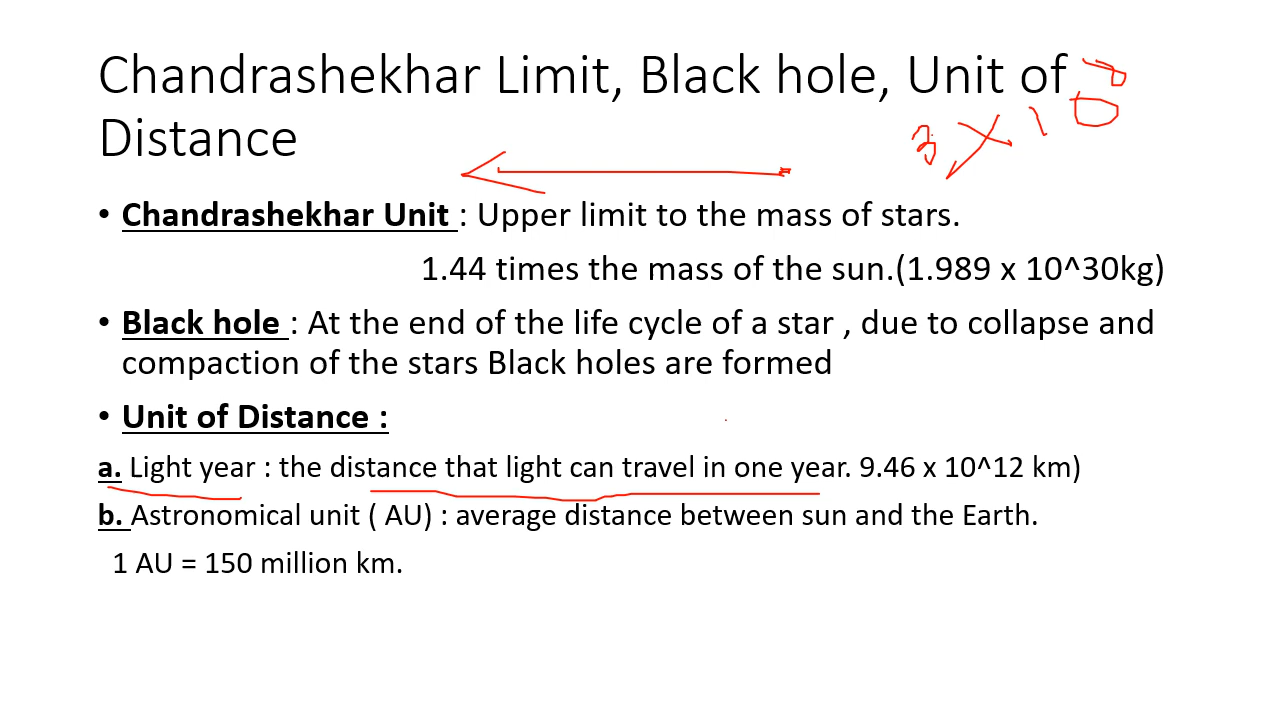 Chandrashekhar Limit, Black hole, Unit of
Distance
3 × 10 8
• Chandrashekhar Unit : Upper limit to the mass of stars.
1.44 times the mass of the sun.(1.989 x 10^30kg)
• Black hole : At the end of the life cycle of a star , due to collapse and
compaction of the stars Black holes are formed
• Unit of Distance :
a. Light year : the distance that light can travel in one year. 9.46 x 10^12 km)
b. Astronomical unit ( AU) : average distance between sun and the Earth.
1 AU = 150 million km.